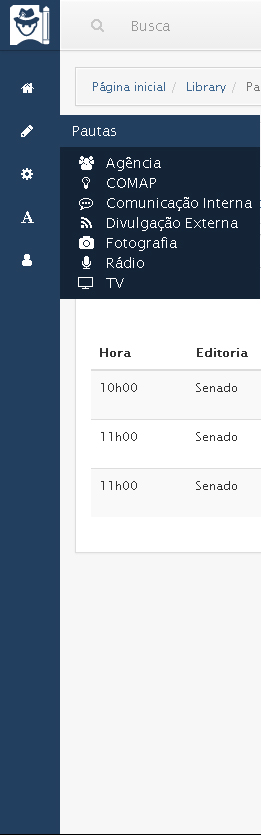 Busca
Página inicial / Library / Pa
Pautas
Agência
COMAP
Comunicação Interna
Divulgação Externa
Fotografia
Rádio
TV
Hora Editoria
10h00 Senado
11h00 Senado
11h00 Senado